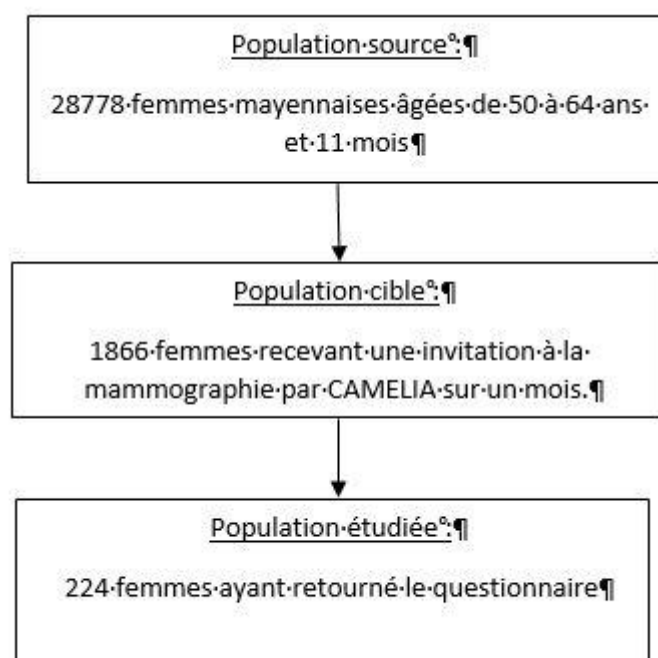 Population·source°:¶
28778·femmes·mayennaises·âgées·de·50·à·64·ans·
et·11·mois¶
Population·cible°:¶
1866·femmes·recevant·une·invitation·à·la·
mammographie·par·CAMELIA·sur·un·mois.¶
Population·étudiée°:¶
224·femmes·ayant·retourné·le·questionnaire¶